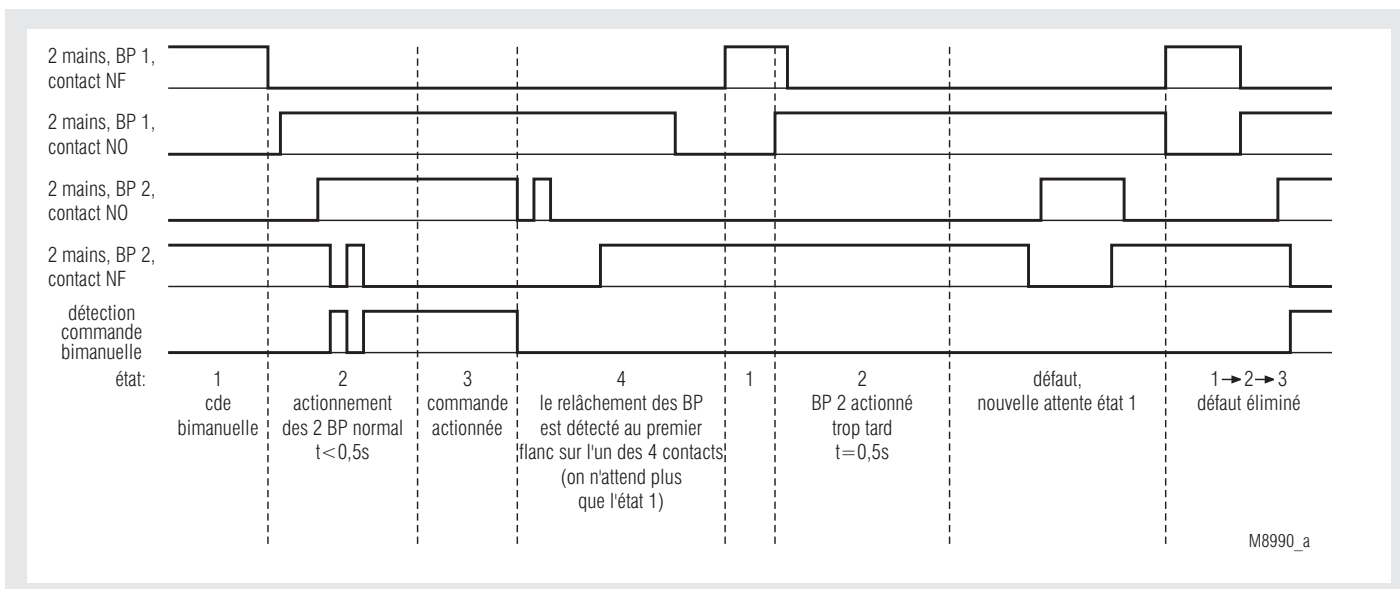 2 mains, BP 1,
contact NF
2 mains, BP 1,
contact NO
2 mains, BP 2,
contact NO
2 mains, BP 2,
contact NF
détection
commande
bimanuelle
état:
1
cde
bimanuelle
2
actionnement
des 2 BP normal
t<0,5s
3
commande
actionnée
4
le relâchement des BP
est détecté au premier
flanc sur l'un des 4 contacts
(on n'attend plus
que l'état 1)
1
2
BP 2 actionné
trop tard
t=0,5s
défaut,
nouvelle attente état 1
1→2→3
défaut éliminé
M8990_a